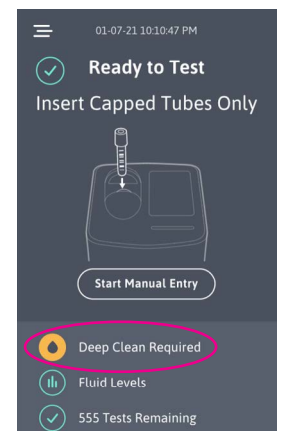 01-07-21 10:10:47 PM
Ready to Test
Insert Capped Tubes Only
Start Manual Entry
Deep Clean Required
Fluid Levels
555 Tests Remaining